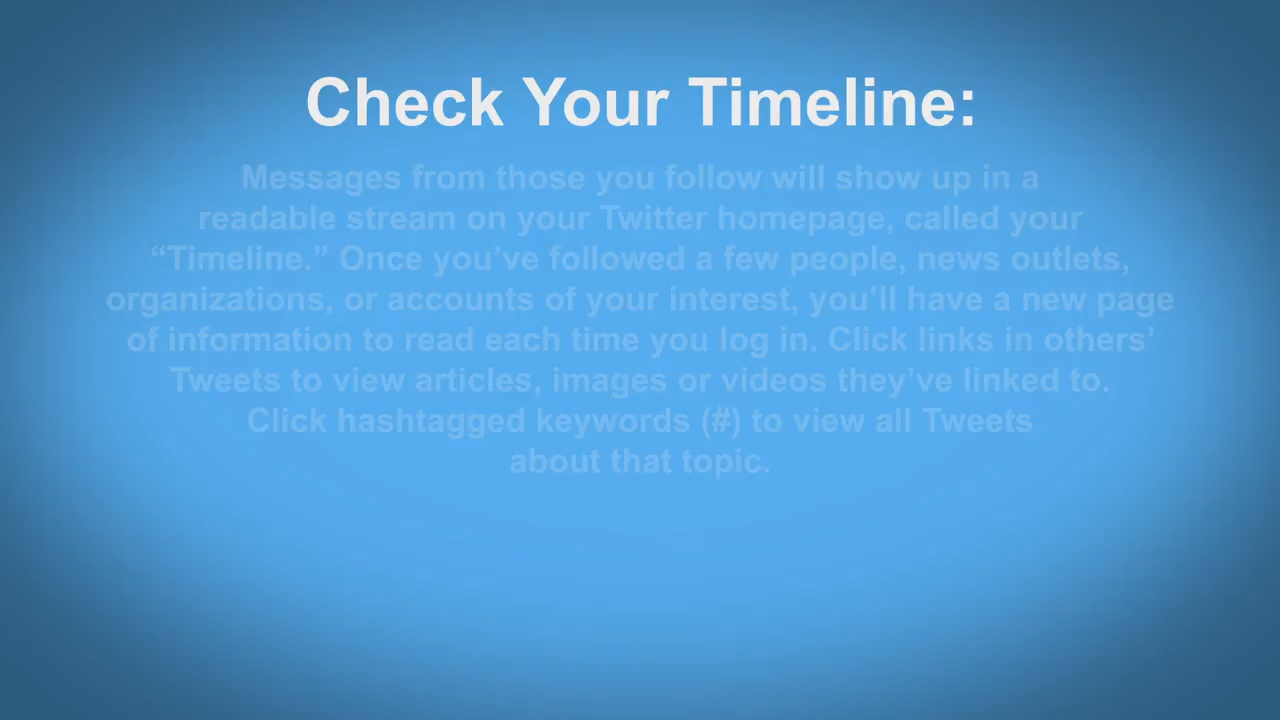 Check Your Timeline:
Messages from those you follow will show up in a
readable stream on your Twitter homepage, called your
“Timeline.” Once you’ve followed a few people, news outlets,
organizations, or accounts of your interest, you’ll have a new page
of information to read each time you log in. Click links in others’
Tweets to view articles, images or videos they’ve linked to.
Click hashtagged keywords (#) to view all Tweets
about that topic.